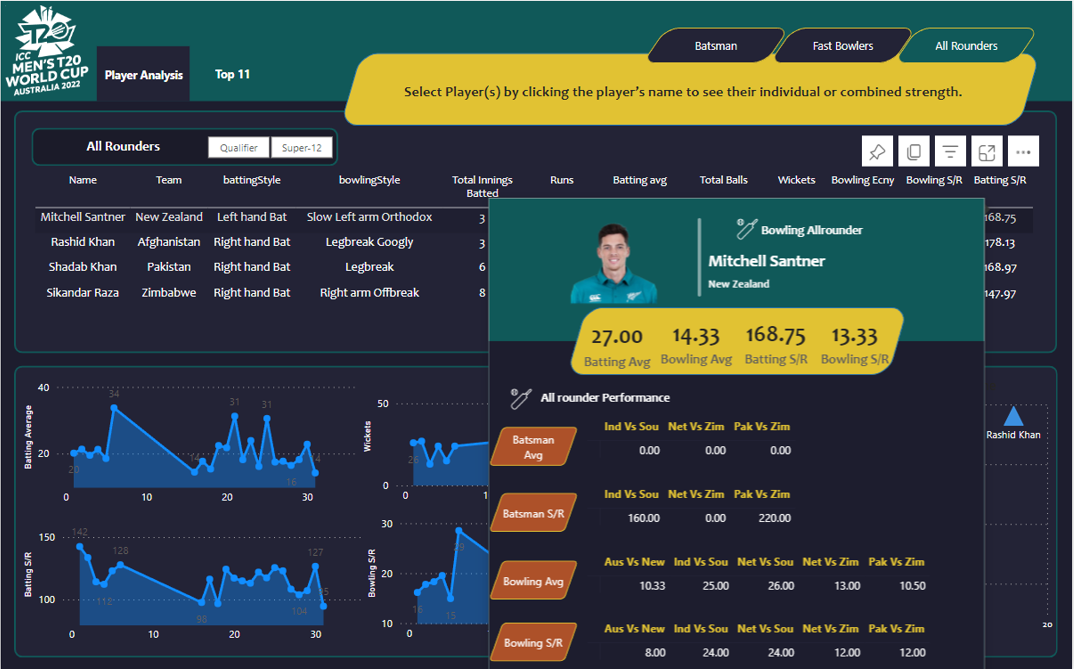 ICC
MEN'S T20
WORLD CUP
AUSTRALIA 2022
Player Analysis
Top 11
Batsman
Fast Bowlers
All Rounders
Select Player(s) by clicking the player's name to see their individual or combined strength.
All Rounders
Qualifier
Super-12
Name Team battingStyle bowlingStyle Total Innings Batted Runs Batting avg Total Balls Wickets Bowling Ecny Bowling S/R Batting S/R
Mitchell Santner New Zealand Left hand Bat Slow Left arm Orthodox 3 168.75
Rashid Khan Afghanistan Right hand Bat Legbreak Googly 3 178.13
Shadab Khan Pakistan Right hand Bat Legbreak 6 168.97
Sikandar Raza Zimbabwe Right hand Bat Right arm Offbreak 8 147.97
Bowling Allrounder
Mitchell Santner
New Zealand
27.00 14.33 168.75 13.33
Batting Avg Bowling Avg Batting S/R Bowling S/R
All rounder Performance
Batsman Avg
Ind Vs Sou Net Vs Zim Pak Vs Zim
0.00 0.00 0.00
Batsman S/R
Ind Vs Sou Net Vs Zim Pak Vs Zim
160.00 0.00 220.00
Bowling Avg
Aus Vs New Ind Vs Sou Net Vs Sou Net Vs Zim Pak Vs Zim
10.33 25.00 26.00 13.00 10.50
Bowling S/R
Aus Vs New Ind Vs Sou Net Vs Sou Net Vs Zim Pak Vs Zim
8.00 24.00 24.00 12.00 12.00
Batting Average
40
20
0 10 20 30
20 34 14 31 31 16
Wickets
50
0
0
26
Batting S/R
150
100
0 10 20 30
142 112 128 98 104 127
Bowling S/R
30
20
10
0
16 15
Rashid Khan
20